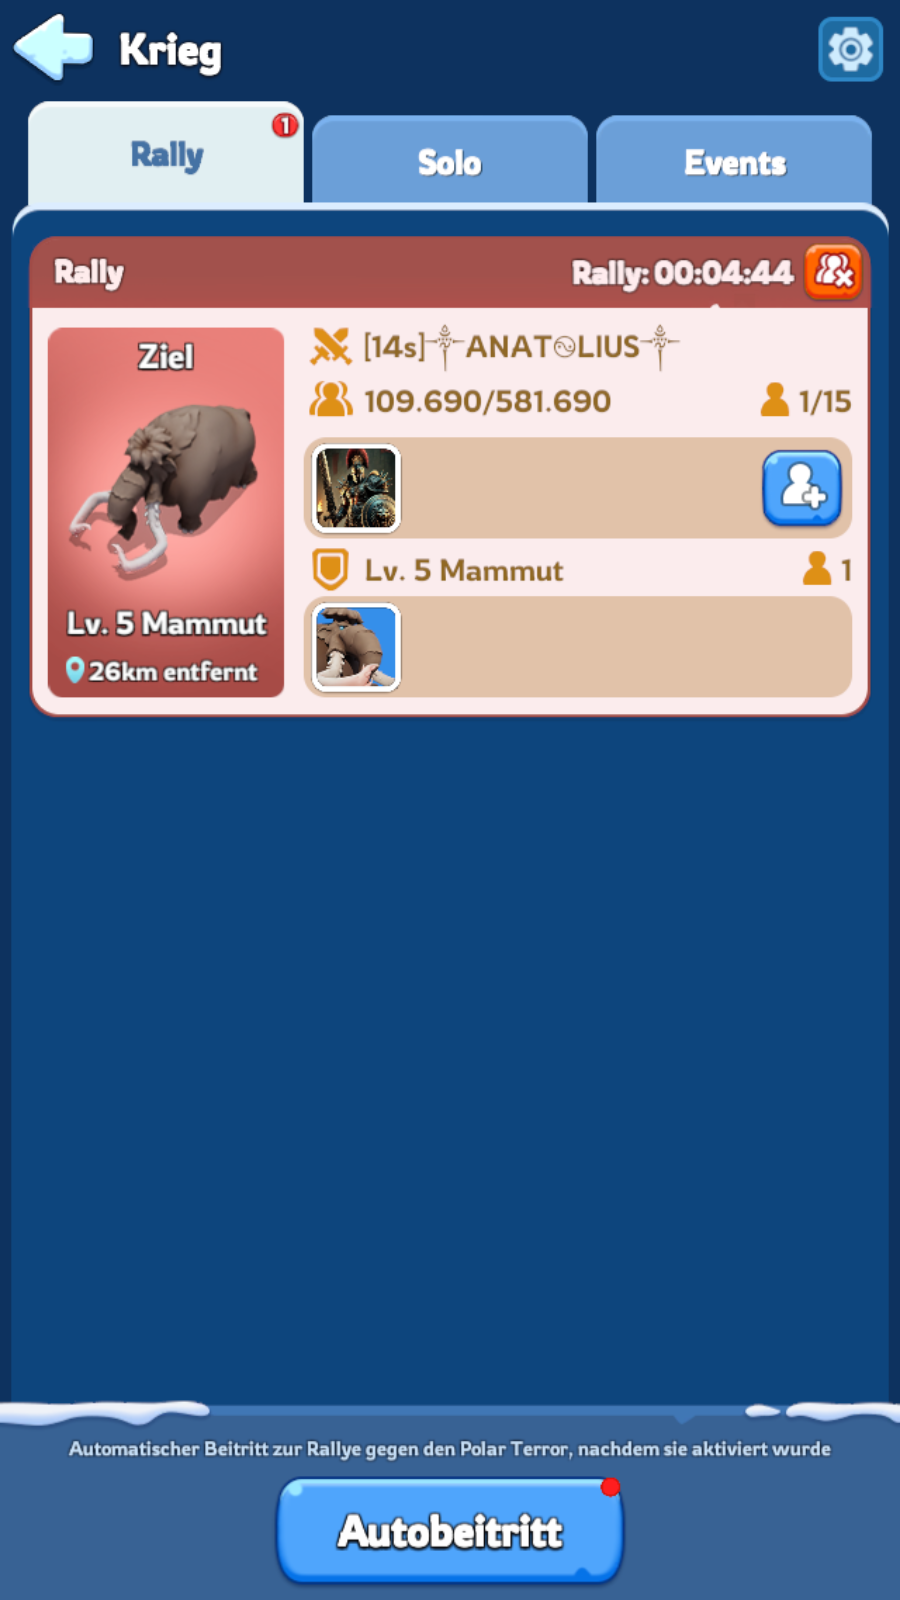 Krieg
Rally
1
Solo
Events
Rally
Rally: 00:04:44
Ziel
[14s]༒ANAT☯LIUS༒
109.690/581.690
1/15
Lv. 5 Mammut
1
Lv. 5 Mammut
26km entfernt
Automatischer Beitritt zur Rallye gegen den Polar Terror, nachdem sie aktiviert wurde
Autobeitritt